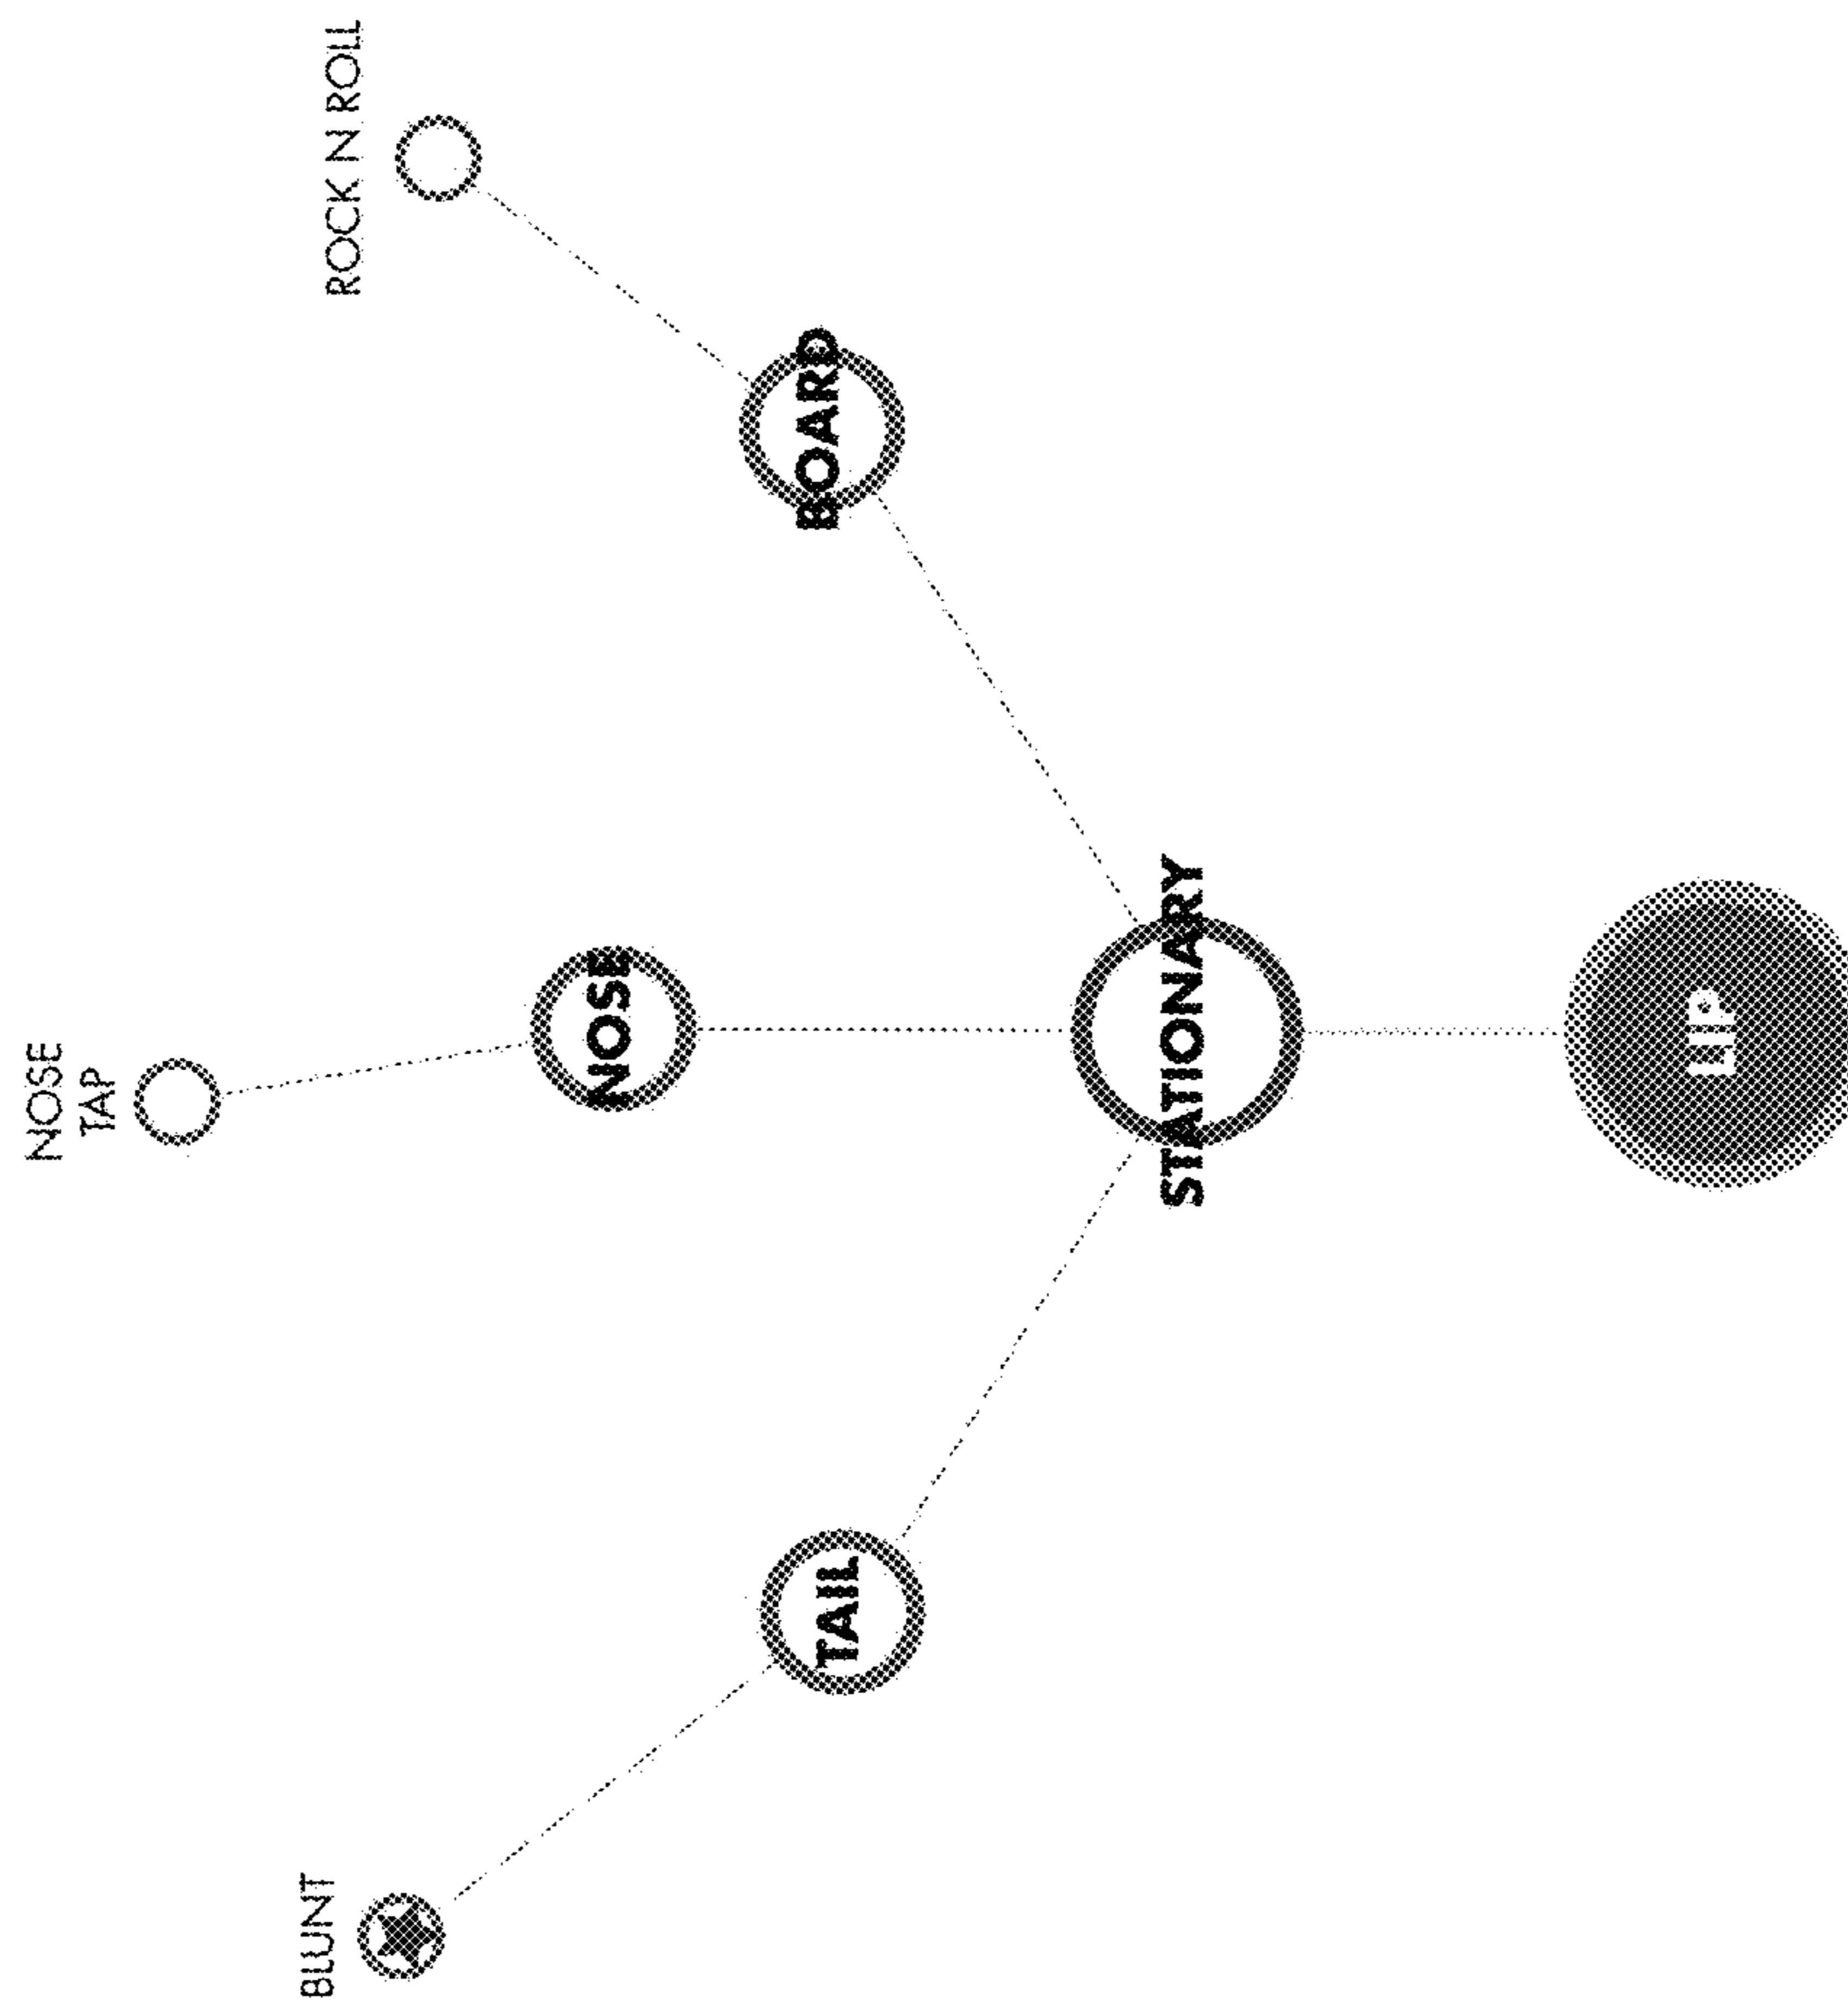 NOSE
TAP
BLUNT
ROCK N ROLL
NOSE
TAIL
BOARD
STATIONARY
LIP